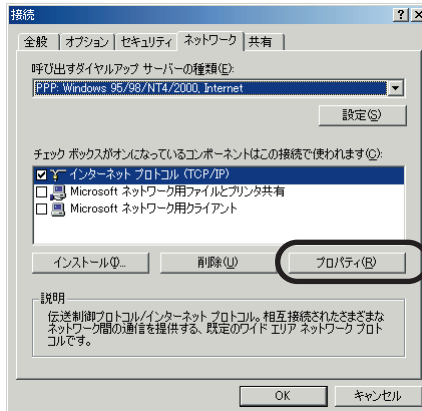 接続
全般 オプション セキュリティ ネットワーク 共有
呼び出すダイヤルアップ サーバーの種類(E):
PPP: Windows 95/98/NT4/2000, Internet
設定(S)
チェック ボックスがオンになっているコンポーネントはこの接続で使われます(C):
インターネット プロトコル (TCP/IP)
Microsoft ネットワーク用ファイルとプリンタ共有
Microsoft ネットワーク用クライアント
インストール(I)... 削除(U) プロパティ(R)
説明
伝送制御プロトコル/インターネット プロトコル。相互接続されたさまざまな
ネットワーク間の通信を提供する、既定のワイド エリア ネットワーク プロト
コルです。
OK キャンセル